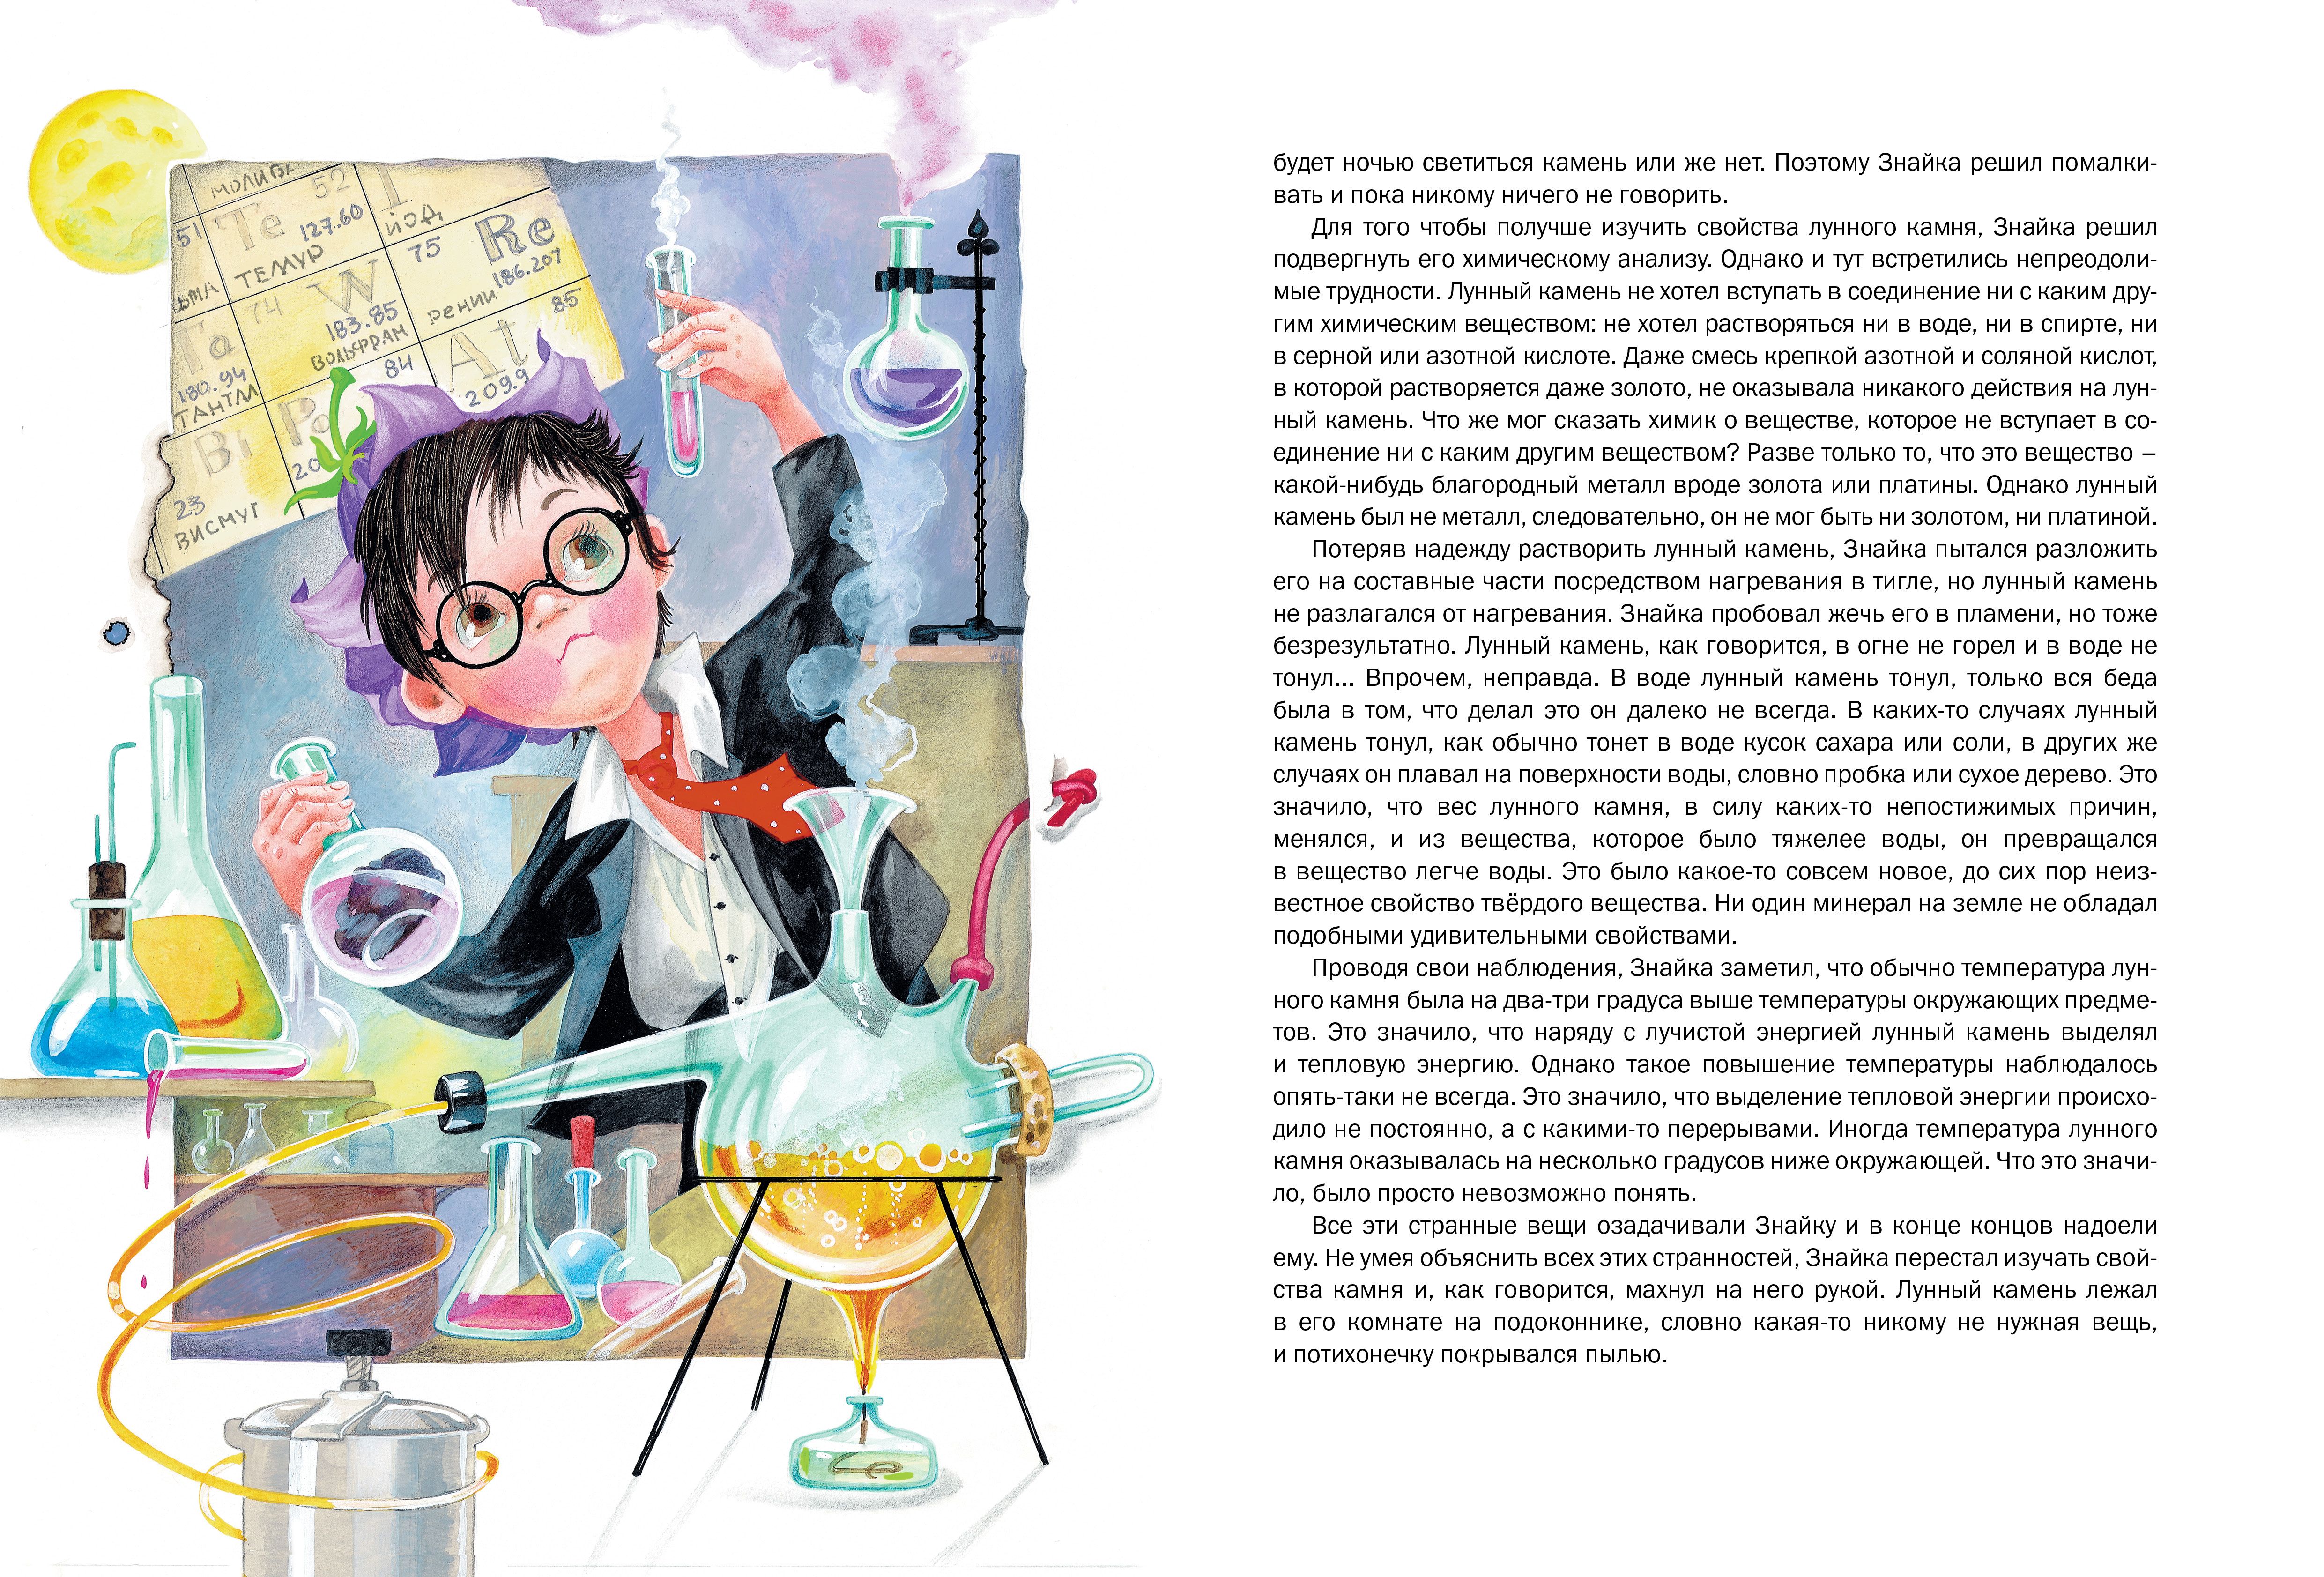 МОЛИБ
52
I
51
Te
127.60
ЙОД
ТЕМУР
75
Re
186.207
ЬМА
74
W
183.85
РЕНИЙ
85
Ta
ВОЛЬФРАМ
84
At
180.94
209.9
ТАНТЛ
Bi
Po
20
23
ВИСМУТ
будет ночью светиться камень или же нет. Поэтому Знайка решил помалки-
вать и пока никому ничего не говорить.
Для того чтобы получше изучить свойства лунного камня, Знайка решил
подвергнуть его химическому анализу. Однако и тут встретились непреодоли-
мые трудности. Лунный камень не хотел вступать в соединение ни с каким дру-
гим химическим веществом: не хотел растворяться ни в воде, ни в спирте, ни
в серной или азотной кислоте. Даже смесь крепкой азотной и соляной кислот,
в которой растворяется даже золото, не оказывала никакого действия на лун-
ный камень. Что же мог сказать химик о веществе, которое не вступает в со-
единение ни с каким другим веществом? Разве только то, что это вещество –
какой-нибудь благородный металл вроде золота или платины. Однако лунный
камень был не металл, следовательно, он не мог быть ни золотом, ни платиной.
Потеряв надежду растворить лунный камень, Знайка пытался разложить
его на составные части посредством нагревания в тигле, но лунный камень
не разлагался от нагревания. Знайка пробовал жечь его в пламени, но тоже
безрезультатно. Лунный камень, как говорится, в огне не горел и в воде не
тонул... Впрочем, неправда. В воде лунный камень тонул, только вся беда
была в том, что делал это он далеко не всегда. В каких-то случаях лунный
камень тонул, как обычно тонет в воде кусок сахара или соли, в других же
случаях он плавал на поверхности воды, словно пробка или сухое дерево. Это
значило, что вес лунного камня, в силу каких-то непостижимых причин,
менялся, и из вещества, которое было тяжелее воды, он превращался
в вещество легче воды. Это было какое-то совсем новое, до сих пор неиз-
вестное свойство твёрдого вещества. Ни один минерал на земле не обладал
подобными удивительными свойствами.
Проводя свои наблюдения, Знайка заметил, что обычно температура лун-
ного камня была на два-три градуса выше температуры окружающих предме-
тов. Это значило, что наряду с лучистой энергией лунный камень выделял
и тепловую энергию. Однако такое повышение температуры наблюдалось
опять-таки не всегда. Это значило, что выделение тепловой энергии происхо-
дило не постоянно, а с какими-то перерывами. Иногда температура лунного
камня оказывалась на несколько градусов ниже окружающей. Что это значи-
ло, было просто невозможно понять.
Все эти странные вещи озадачивали Знайку и в конце концов надоели
ему. Не умея объяснить всех этих странностей, Знайка перестал изучать свой-
ства камня и, как говорится, махнул на него рукой. Лунный камень лежал
в его комнате на подоконнике, словно какая-то никому не нужная вещь,
и потихонечку покрывался пылью.